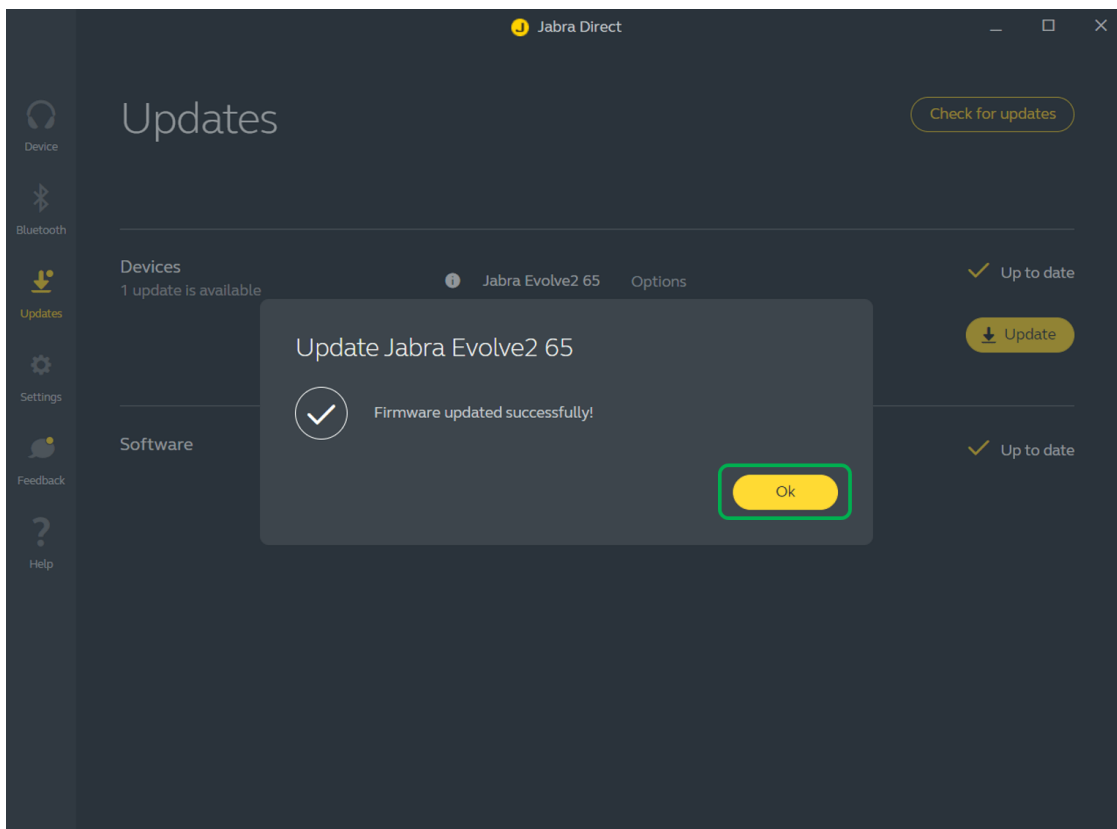 Jabra Direct
Updates
Check for updates
Device
Bluetooth
Updates
Settings
Feedback
Help
Devices
1 update is available
Jabra Evolve2 65 Options
Up to date
Update
Update Jabra Evolve2 65
Firmware updated successfully!
Ok
Software
Up to date